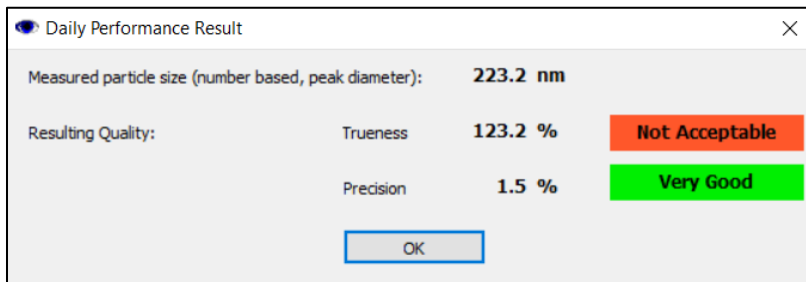 Daily Performance Result
Measured particle size (number based, peak diameter): 223.2 nm
Resulting Quality: Trueness 123.2 % Not Acceptable
Precision 1.5 % Very Good
OK